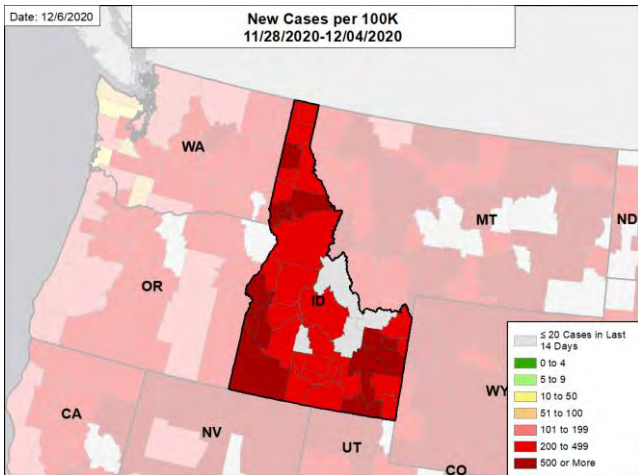 Date: 12/6/2020
New Cases per 100K
11/28/2020-12/04/2020
WA
MT
ND
OR
ID
WY
CA
NV
UT
CO
≤ 20 Cases in Last
14 Days
0 to 4
5 to 9
10 to 50
51 to 100
101 to 199
200 to 499
500 or More